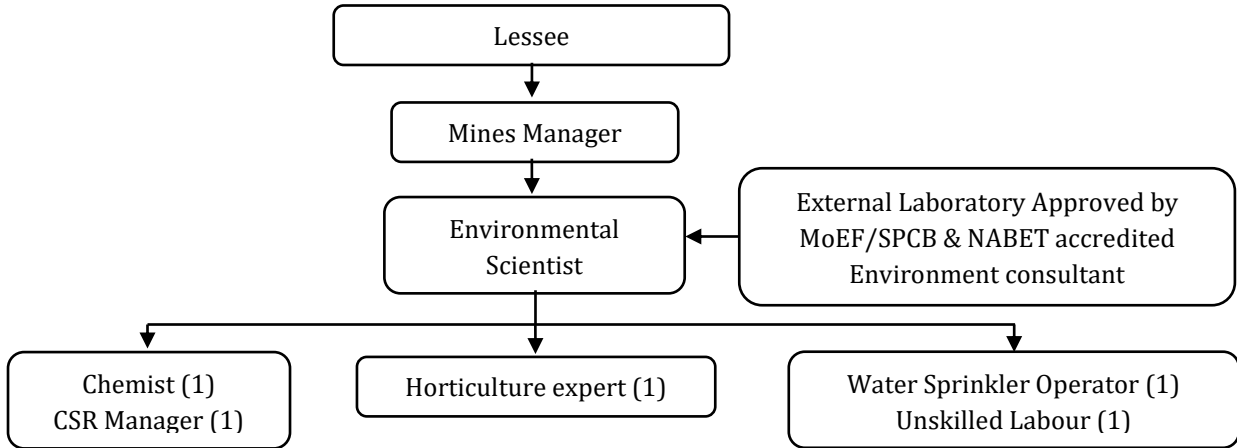 Lessee
Mines Manager
Environmental
Scientist
External Laboratory Approved by
MoEF/SPCB & NABET accredited
Environment consultant
Chemist (1)
CSR Manager (1)
Horticulture expert (1)
Water Sprinkler Operator (1)
Unskilled Labour (1)